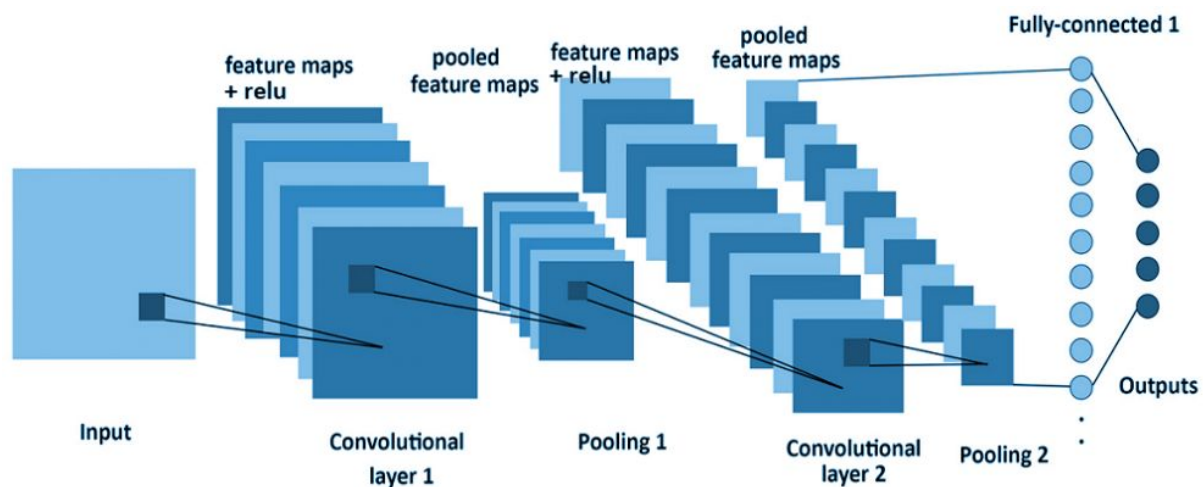 feature maps
+ relu
pooled
feature maps
feature maps
+ relu
pooled
feature maps
Fully-connected 1
Input
Convolutional
layer 1
Pooling 1
Convolutional
layer 2
Pooling 2
Outputs